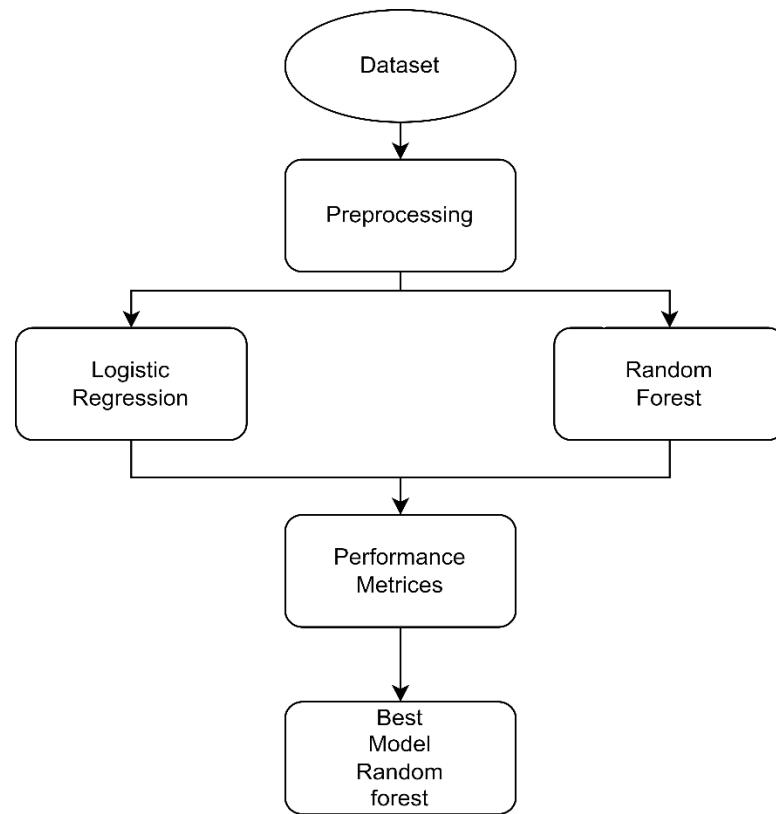 Dataset
Preprocessing
Logistic
Regression
Random
Forest
Performance
Metrices
Best
Model
Random
forest